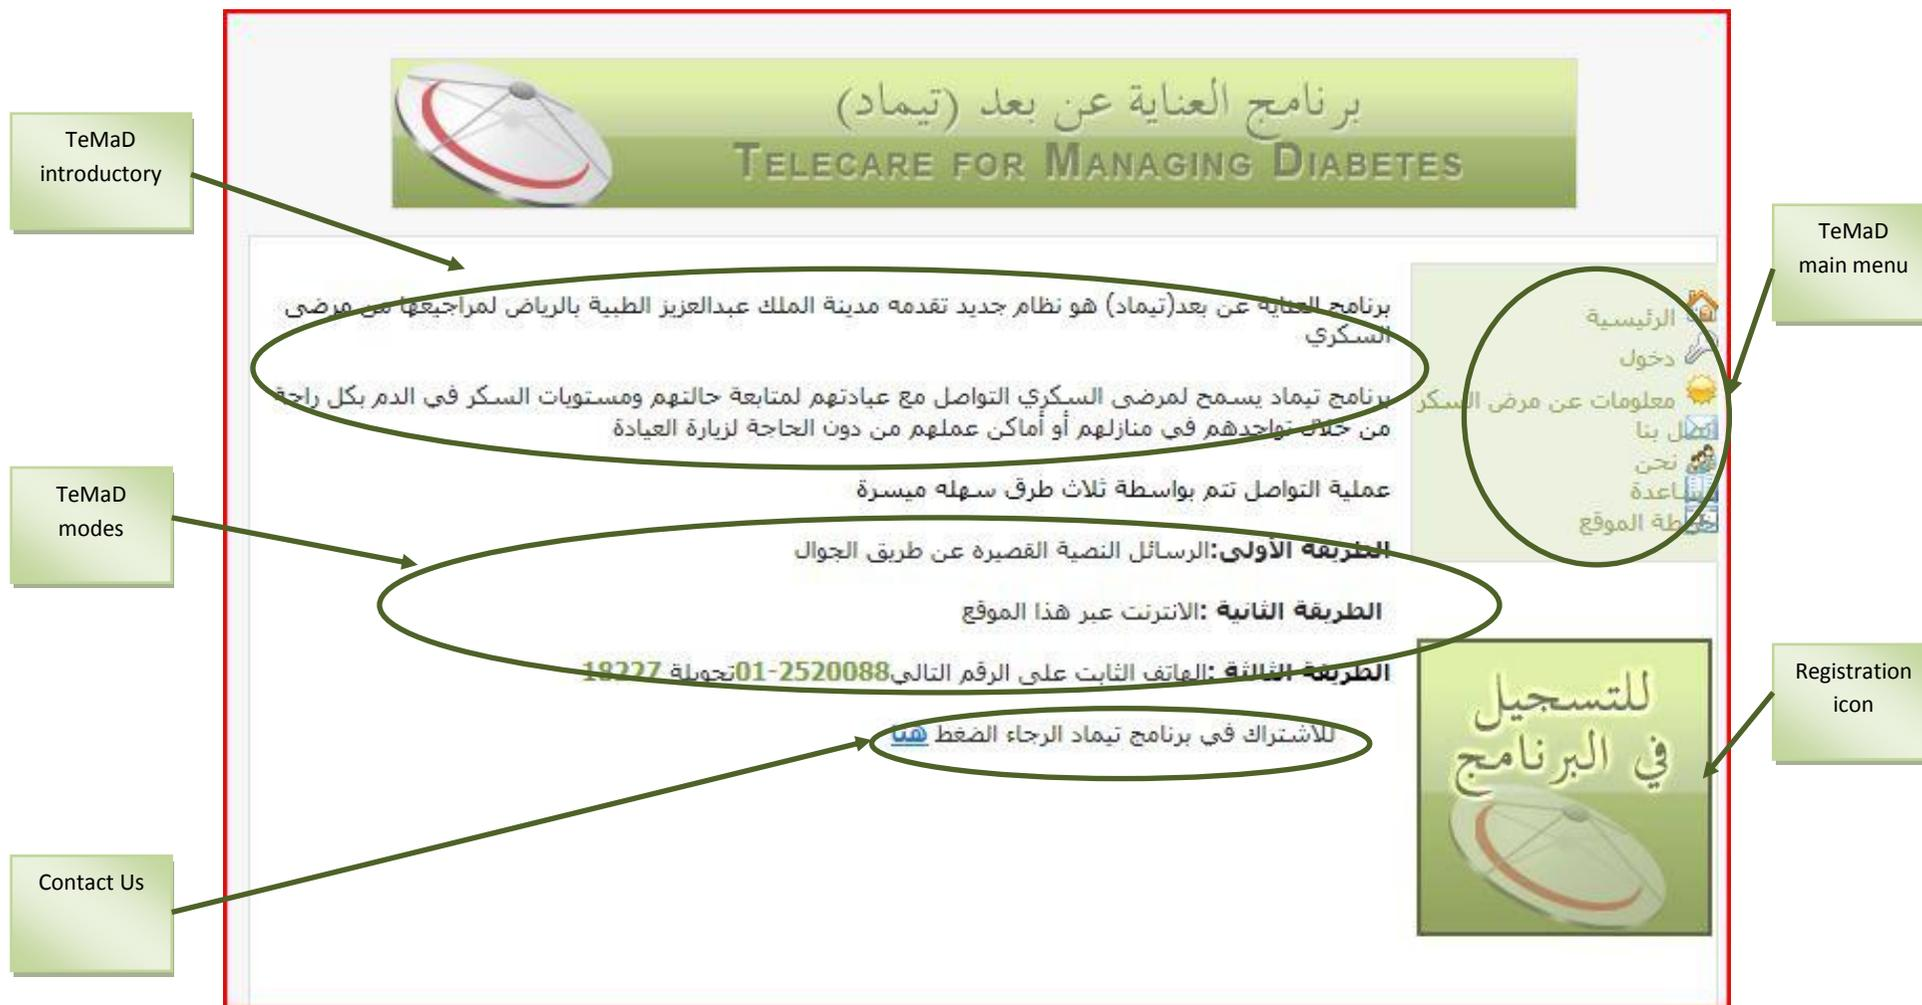 برنامج العناية عن بعد (تيماد)
TELECARE FOR MANAGING DIABETES
TeMaD
introductory
TeMaD
main menu
الرئيسية
دخول
معلومات عن مرض السكر
اتصل بنا
نحن
مساعدة
خريطة الموقع
برنامج العناية عن بعد(تيماد) هو نظام جديد تقدمه مدينة الملك عبدالعزيز الطبية بالرياض لمراجيعها من مرضى
السكري
برنامج تيماد يسمح لمرضى السكري التواصل مع عيادتهم لمتابعة حالتهم ومستويات السكر في الدم بكل راحة
من خلال تواجدهم في منازلهم أو أماكن عملهم من دون الحاجة لزيارة العيادة
عملية التواصل تتم بواسطة ثلاث طرق سهله ميسرة
TeMaD
modes
الطريقة الأولى:الرسائل النصية القصيرة عن طريق الجوال
الطريقة الثانية :الانترنت عبر هذا الموقع
الطريقة الثالثة :الهاتف الثابت على الرقم التالي01-2520088تحويلة 18227
للاشتراك في برنامج تيماد الرجاء الضغط هنا
للتسجيل
في البرنامج
Registration
icon
Contact Us